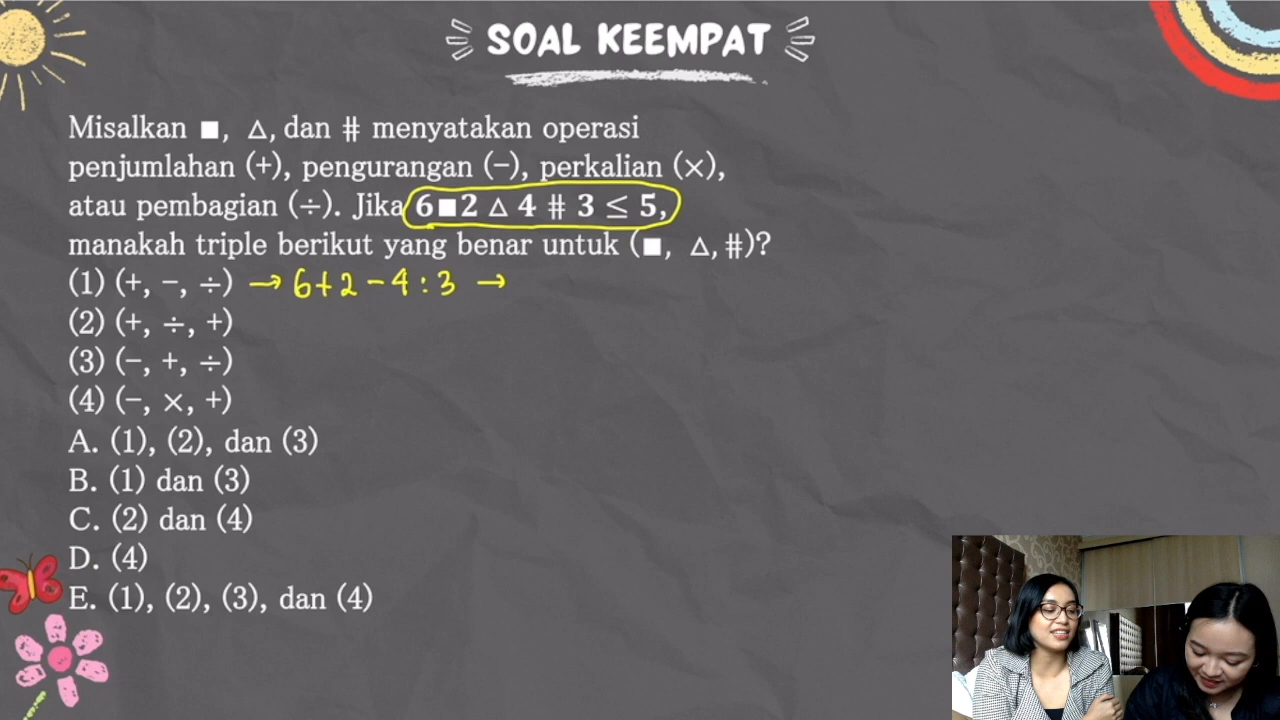 SOAL KEEMPAT
Misalkan ■, △, dan # menyatakan operasi
penjumlahan (+), pengurangan (−), perkalian (×),
atau pembagian (÷). Jika 6■2 △ 4 # 3 ≤ 5,
manakah triple berikut yang benar untuk (■, △, #)?
(1) (+, −, ÷) → 6+2−4:3 →
(2) (+, ÷, +)
(3) (−, +, ÷)
(4) (−, ×, +)
A. (1), (2), dan (3)
B. (1) dan (3)
C. (2) dan (4)
D. (4)
E. (1), (2), (3), dan (4)